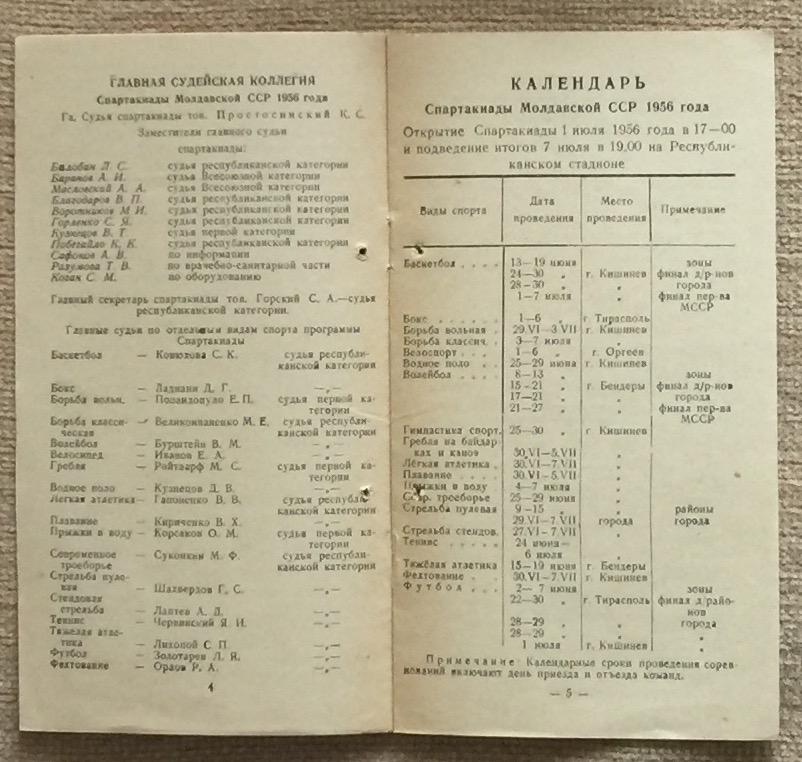 ГЛАВНАЯ СУДЕЙСКАЯ КОЛЛЕГИЯ
Спартакиады Молдавской ССР 1956 года
Гл. Судья спартакиады тов. Простосинский К. С.
Заместители главного судьи
спартакиады:
Балобан Л. С. судья республиканской категории
Баранов А. И. судья Всесоюзной категории
Масловский А. А. судья Всесоюзной категории
Благодаров В. П. судья республиканской категории
Воротников М. И. судья республиканской категории
Горленко С. Я. судья республиканской категории
Кузнецов В. Т. судья первой категории
Побегайло К. К. судья республиканской категории
Сафонов А. В. по информации
Разумова Т. В. по врачебно-санитарной части
Коган С. М. по оборудованию
Главный секретарь спартакиады тов. Горский С. А.—судья
республиканской категории.
Главные судьи по отдельным видам спорта программы
Спартакиады
Баскетбол — Конюхова С. К. судья республи-
канской категории
Бокс — Ладиани Д. Г. —„—
Борьба вольн. — Пошандопуло Е. П. судья первой ка-
тегории
Борьба класси- — Великоиваненко М. Е. судья республи-
ческая канской категории
Волейбол — Бурштейн В. М. —„—
Велосипед — Иванов Е. А. —„—
Гребля — Ройтзарф М. С. судья первой ка-
тегории
Водное поло — Кузнецов Д. В. —„—
Легкая атлетика — Гапоненко В. В. судья республи-
канской категории
Плавание — Кириченко В. Х. —„—
Прыжки в воду — Корсаков О. М. судья первой ка-
тегории
Современное — Суконкин М. Ф. судья республи-
троеборье канской категории
Стрельба пуле-
вая — Шахвердов Г. С. —„—
Стендовая
стрельба — Лаптев А. Д. —„—
Теннис — Червинский Я. И. —„—
Тяжелая атле-
тика — Лихопой С. П. —„—
Футбол — Золотарев Л. Я. —„—
Фехтование — Орлов Р. А. —„—
4
КАЛЕНДАРЬ
Спартакиады Молдавской ССР 1956 года
Открытие Спартакиады 1 июля 1956 года в 17—00
и подведение итогов 7 июля в 19.00 на Республи-
канском стадионе
Виды спорта Дата проведения Место проведения Примечание
Баскетбол . . . . 13—19 июня зоны
24—30 „ г. Кишинев финал д/р-нов
28—30 „ „ города
1—7 июля „ финал пер-ва
МССР
Бокс . . . . . 1—6 „ г. Тирасполь
Борьба вольная . 29.VI—3.VII г. Кишинев
Борьба классич. . 3—7 июля „
Велоспорт . . . 1—6 „ г. Оргеев
Водное поло . . 25—29 июня г. Кишинев
Волейбол . . . . 8—13 „ зоны
15—21 „ г. Бендеры финал д/р-нов
17—21 „ „ города
21—27 „ „ финал пер-ва
МССР
Гимнастика спорт. 25—30 „ г. Кишинев
Гребля на байдар-
ках и каноэ 30.VI—5.VII „
Лёгкая атлетика . 30.VI—7.VII „
Плавание . . . . 30.VI—5.VII „
Прыжки в воду 4—7 июля „
Совр. троеборье 25—29 июня „
Стрельба пулевая 9—15 „ „ районы
29.VI—7.VII города города
Стрельба стендов. 27.VI—7.VII „
Теннис . . . . . 24 июня—
6 июля „
Тяжёлая атлетика 15—19 июня г. Бендеры
Фехтование . . 30.VI—7.VII г. Кишинев
Футбол . . . 2—7 июня зоны
22—30 „ г. Тирасполь финал д/райо-
нов
28—29 „ „ города
28—29 „ „ „
1 июля г. Кишинев „
Примечание: Календарные сроки проведения сорев-
нований включают день приезда и отъезда команд.
— 5 —